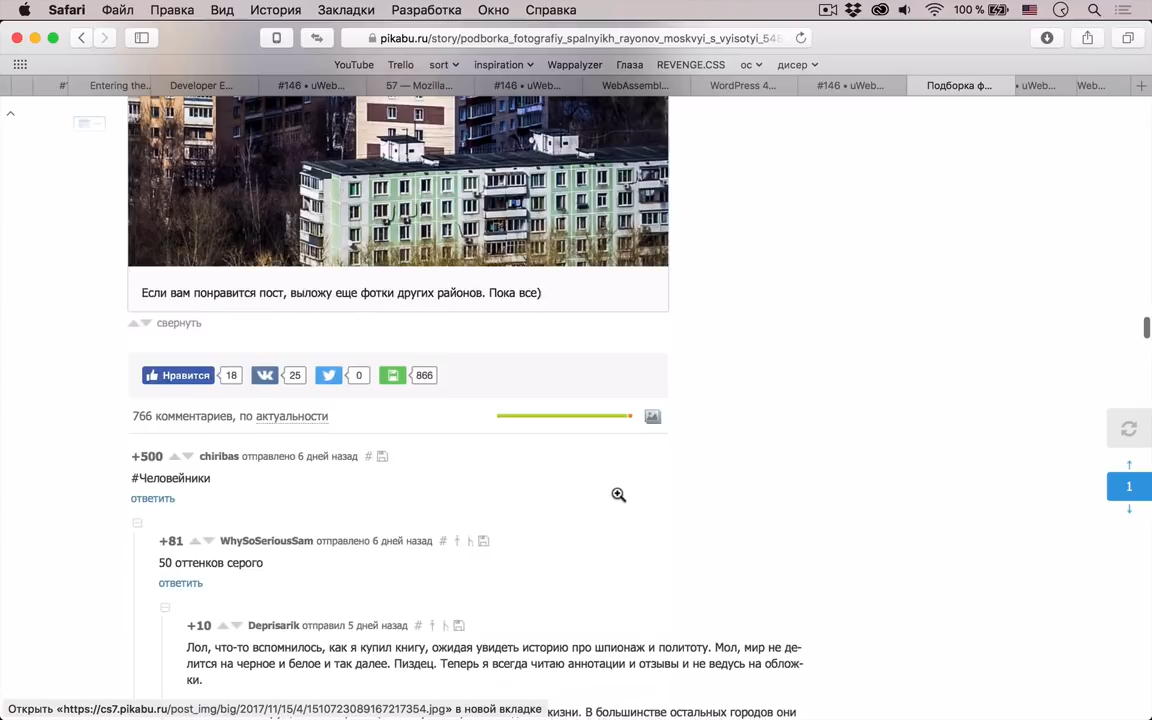 Safari Файл Правка Вид История Закладки Разработка Окно Справка 100 %
pikabu.ru/story/podborka_fotografiy_spalnyikh_rayonov_moskvyi_s_vyisotyi_548
YouTube Trello sort inspiration Wappalyzer Глаза REVENGE.CSS ос дисер
#1 Entering the.. Developer E... #146 • uWeb... 57 — Mozilla... #146 • uWeb... WebAssembl... WordPress 4... #146 • uWeb... Подборка ф... • uWeb... Web...
Если вам понравится пост, выложу еще фотки других районов. Пока все)
свернуть
Нравится 18 25 0 866
766 комментариев, по актуальности
+500 chiribas отправлено 6 дней назад #
#Человейники
ответить
1
+81 WhySoSeriousSam отправлено 6 дней назад #
50 оттенков серого
ответить
+10 Deprisarik отправил 5 дней назад #
Лол, что-то вспомнилось, как я купил книгу, ожидая увидеть историю про шпионаж и политоту. Мол, мир не де-
лится на черное и белое и так далее. Пиздец. Теперь я всегда читаю аннотации и отзывы и не ведусь на облож-
ки.
Открыть «https://cs7.pikabu.ru/post_img/big/2017/11/15/4/1510723089167217354.jpg» в новой вкладке
жизни. В большинстве остальных городов они